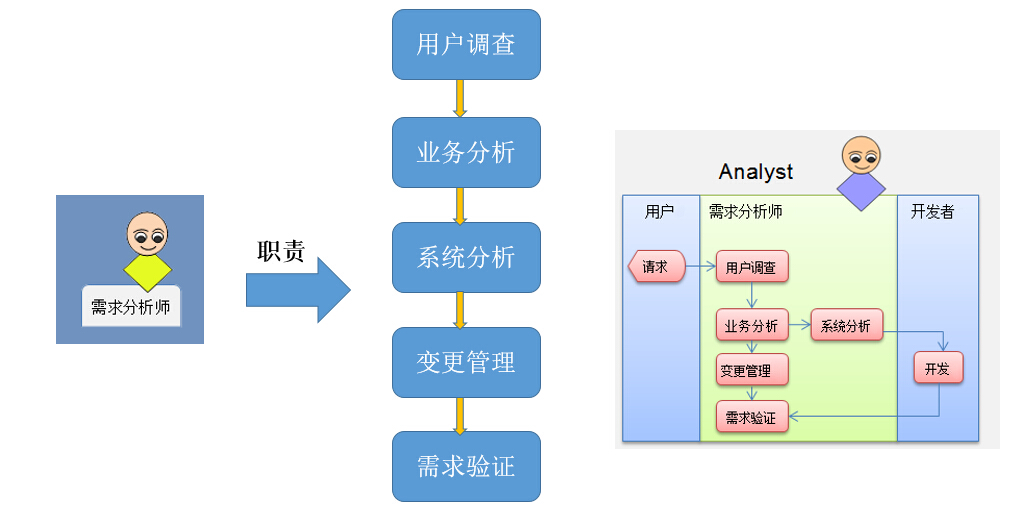 需求分析师
职责
用户调查
业务分析
系统分析
变更管理
需求验证
Analyst
用户
需求分析师
开发者
请求
用户调查
业务分析
系统分析
变更管理
开发
需求验证